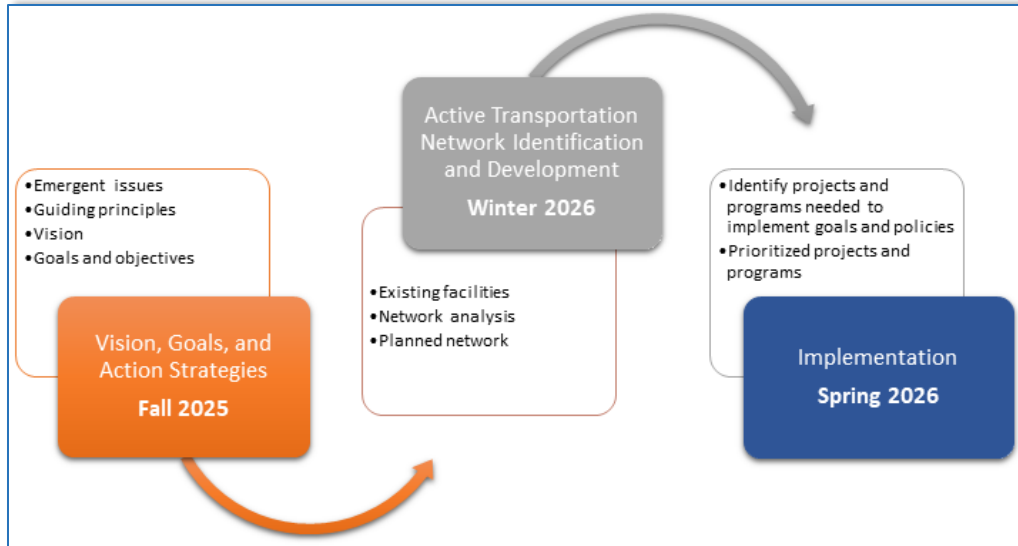 •Emergent issues
•Guiding principles
•Vision
•Goals and objectives
Vision, Goals, and
Action Strategies
Fall 2025
Active Transportation
Network Identification
and Development
Winter 2026
•Existing facilities
•Network analysis
•Planned network
•Identify projects and
programs needed to
implement goals and policies
•Prioritized projects and
programs
Implementation
Spring 2026